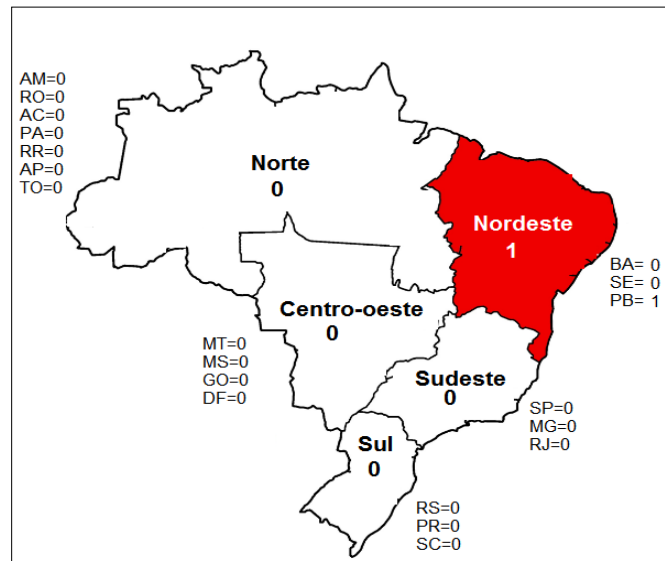 AM=0
RO=0
AC=0
PA=0
RR=0
AP=0
TO=0
Norte
0
Nordeste
1
BA= 0
SE= 0
PB= 1
Centro-oeste
0
MT=0
MS=0
GO=0
DF=0
Sudeste
0
SP=0
MG=0
RJ=0
Sul
0
RS=0
PR=0
SC=0